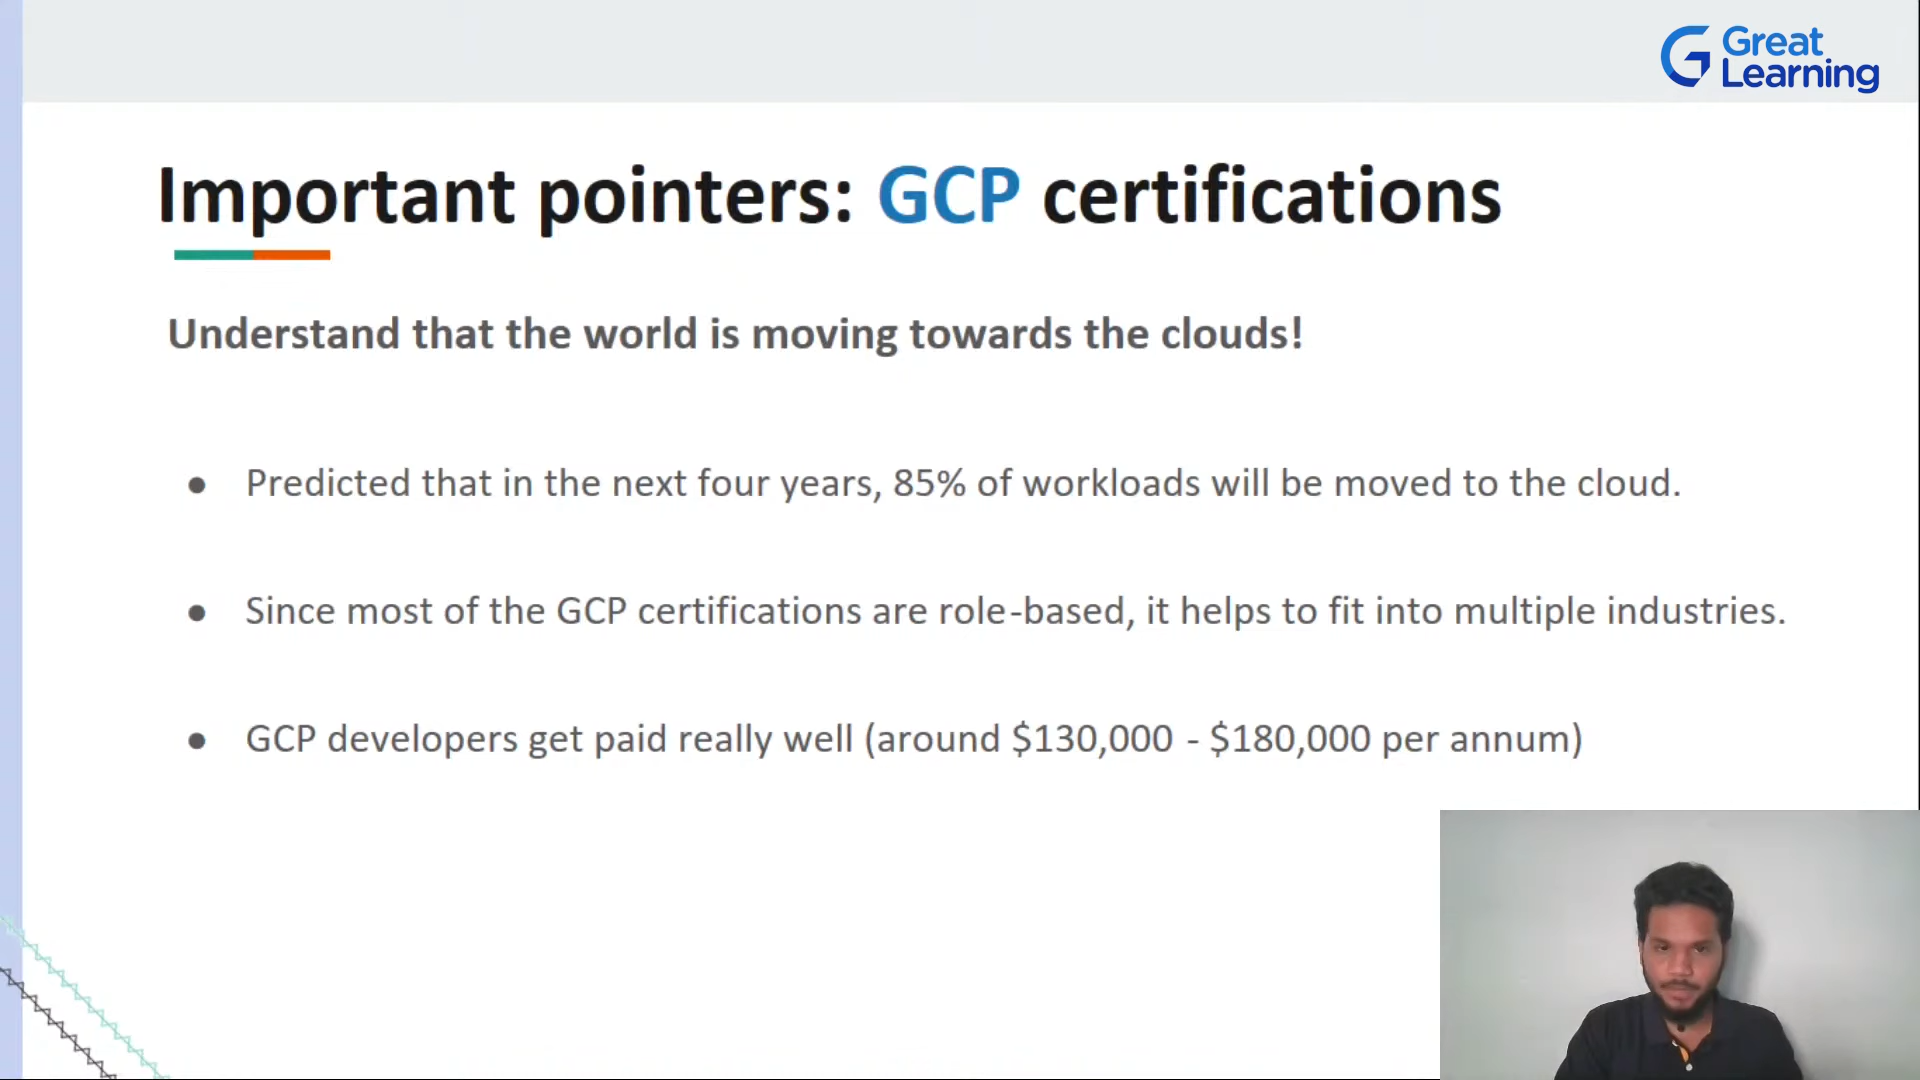 Great
Learning
Important pointers: GCP certifications
Understand that the world is moving towards the clouds!
● Predicted that in the next four years, 85% of workloads will be moved to the cloud.
● Since most of the GCP certifications are role-based, it helps to fit into multiple industries.
● GCP developers get paid really well (around $130,000 - $180,000 per annum)